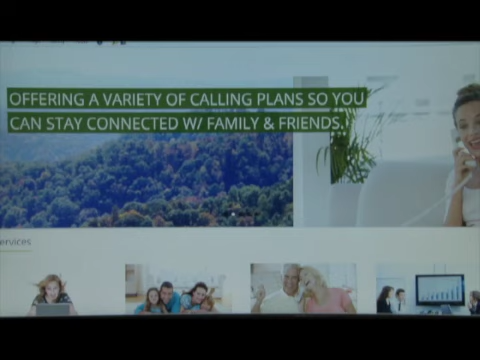 OFFERING A VARIETY OF CALLING PLANS SO YOU
CAN STAY CONNECTED W/ FAMILY & FRIENDS.
ervices